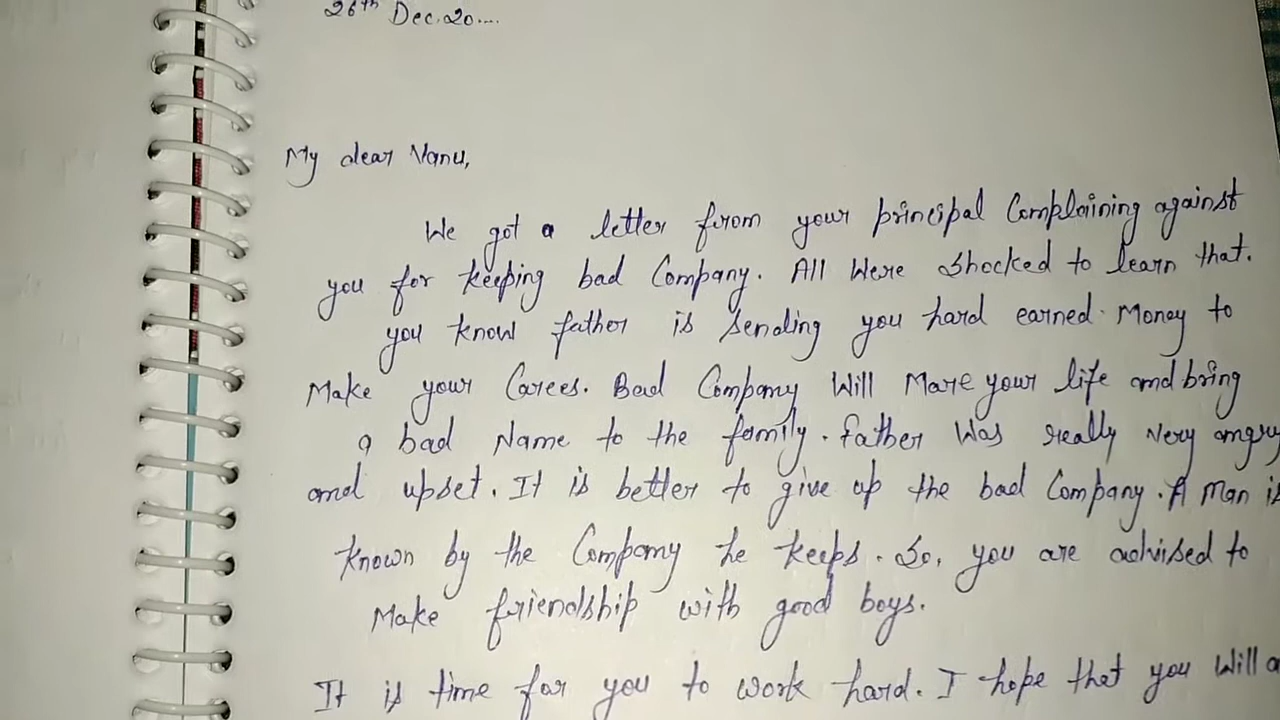 26th Dec. 20....
My dear Manu,
We got a letter from your principal Complaining against
you for keeping bad Company. All Were Shocked to learn that.
you know father is sending you hard earned Money to
Make your Carees. Bad Company Will Mare your life and bring
a bad Name to the family. father Was really very angry
and upset. It is better to give up the bad Company. A Man is
known by the Company he keeps. So, you are advised to
Make friendship with good boys.
It is time for you to work hard. I hope that you Will